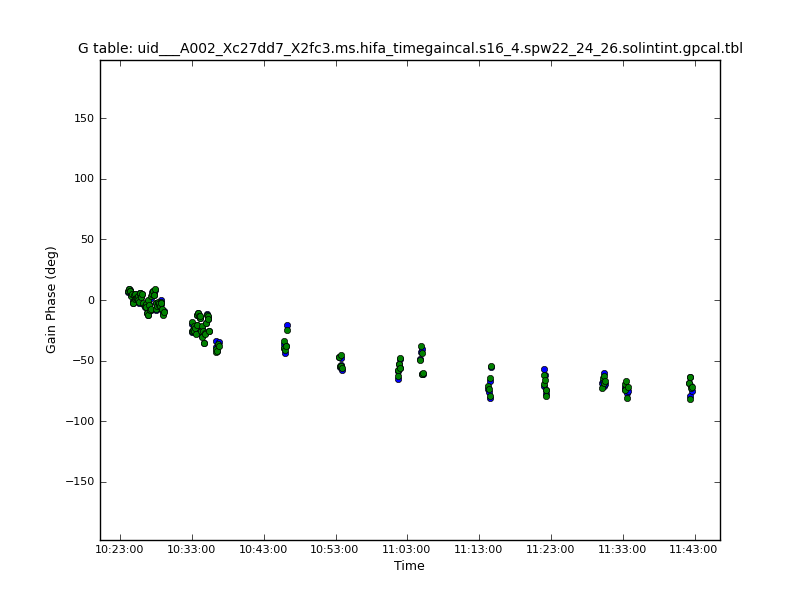 G table: uid___A002_Xc27dd7_X2fc3.ms.hifa_timegaincal.s16_4.spw22_24_26.solintint.gpcal.tbl
Gain Phase (deg)
150
100
50
0
−50
−100
−150
10:23:00 10:33:00 10:43:00 10:53:00 11:03:00 11:13:00 11:23:00 11:33:00 11:43:00
Time